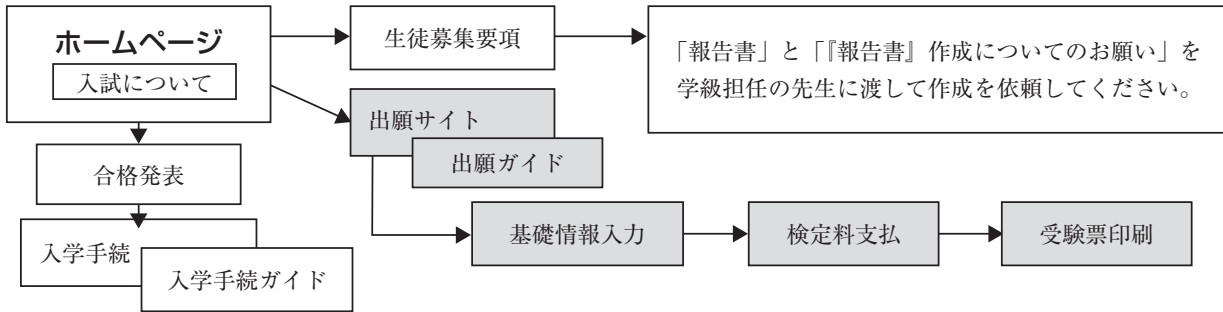 ホームページ
入試について
生徒募集要項
「報告書」と「『報告書』作成についてのお願い」を
学級担任の先生に渡して作成を依頼してください。
出願サイト
出願ガイド
合格発表
基礎情報入力
検定料支払
受験票印刷
入学手続
入学手続ガイド